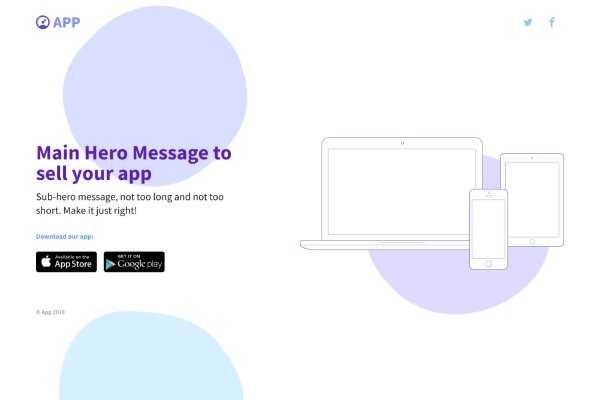 APP
Main Hero Message to
sell your app
Sub-hero message, not too long and not too
short. Make it just right!
Download our app:
Available on the
App Store
GET IT ON
Google play
© App 2019